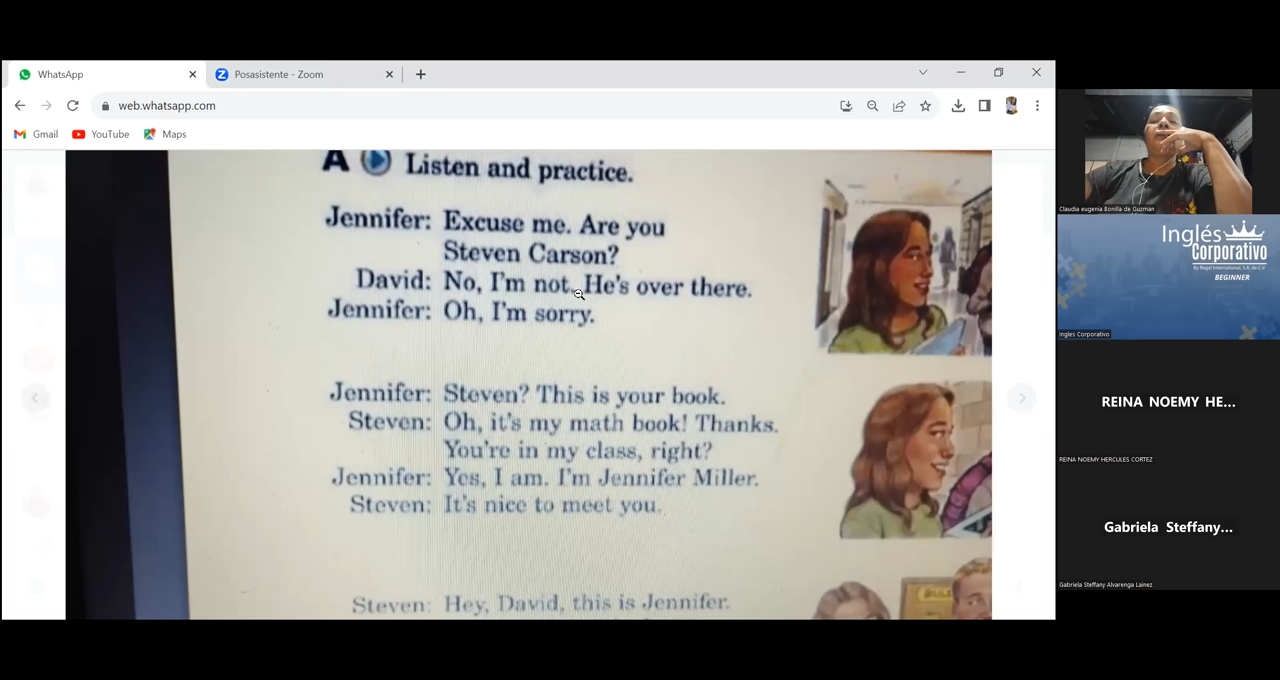 WhatsApp
Posasistente - Zoom
web.whatsapp.com
Gmail
YouTube
Maps
A Listen and practice.
Jennifer: Excuse me. Are you
Steven Carson?
David: No, I'm not. He's over there.
Jennifer: Oh, I'm sorry.
Jennifer: Steven? This is your book.
Steven: Oh, it's my math book! Thanks.
You're in my class, right?
Jennifer: Yes, I am. I'm Jennifer Miller.
Steven: It's nice to meet you.
Steven: Hey, David, this is Jennifer.
Claudia eugenia Bonilla de Guzman
Inglés
Corporativo
by Regal International, S.A. de C.V.
BEGINNER
Ingles Corporativo
REINA NOEMY HE...
REINA NOEMY HERCULES CORTEZ
Gabriela Steffany...
Gabriela Steffany Alvarenga Lainez